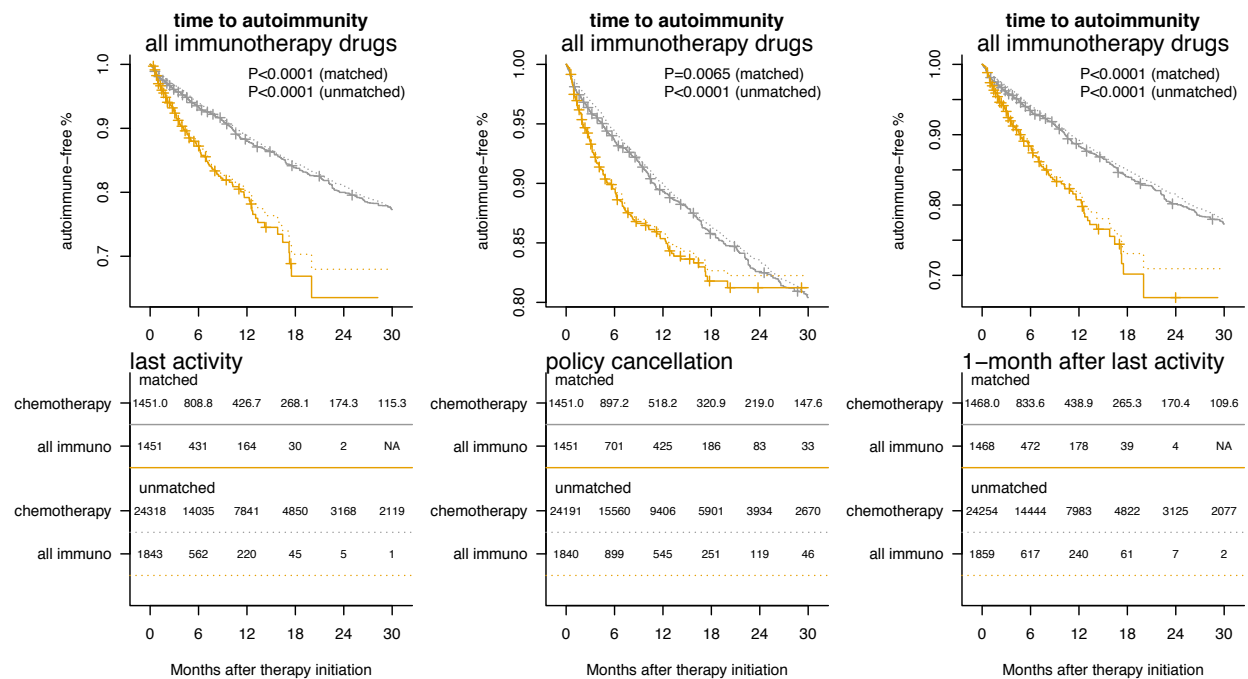 time to autoimmunity
all immunotherapy drugs
P<0.0001 (matched)
P<0.0001 (unmatched)
autoimmune−free %
1.0
0.9
0.8
0.7
0 6 12 18 24 30
last activity
matched
chemotherapy 1451.0 808.8 426.7 268.1 174.3 115.3
all immuno 1451 431 164 30 2 NA
unmatched
chemotherapy 24318 14035 7841 4850 3168 2119
all immuno 1843 562 220 45 5 1
0 6 12 18 24 30
Months after therapy initiation
time to autoimmunity
all immunotherapy drugs
P=0.0065 (matched)
P<0.0001 (unmatched)
autoimmune−free %
1.00
0.95
0.90
0.85
0.80
0 6 12 18 24 30
policy cancellation
matched
chemotherapy 1451.0 897.2 518.2 320.9 219.0 147.6
all immuno 1451 701 425 186 83 33
unmatched
chemotherapy 24191 15560 9406 5901 3934 2670
all immuno 1840 899 545 251 119 46
0 6 12 18 24 30
Months after therapy initiation
time to autoimmunity
all immunotherapy drugs
P<0.0001 (matched)
P<0.0001 (unmatched)
autoimmune−free %
1.00
0.90
0.80
0.70
0 6 12 18 24 30
1−month after last activity
matched
chemotherapy 1468.0 833.6 438.9 265.3 170.4 109.6
all immuno 1468 472 178 39 4 NA
unmatched
chemotherapy 24254 14444 7983 4822 3125 2077
all immuno 1859 617 240 61 7 2
0 6 12 18 24 30
Months after therapy initiation